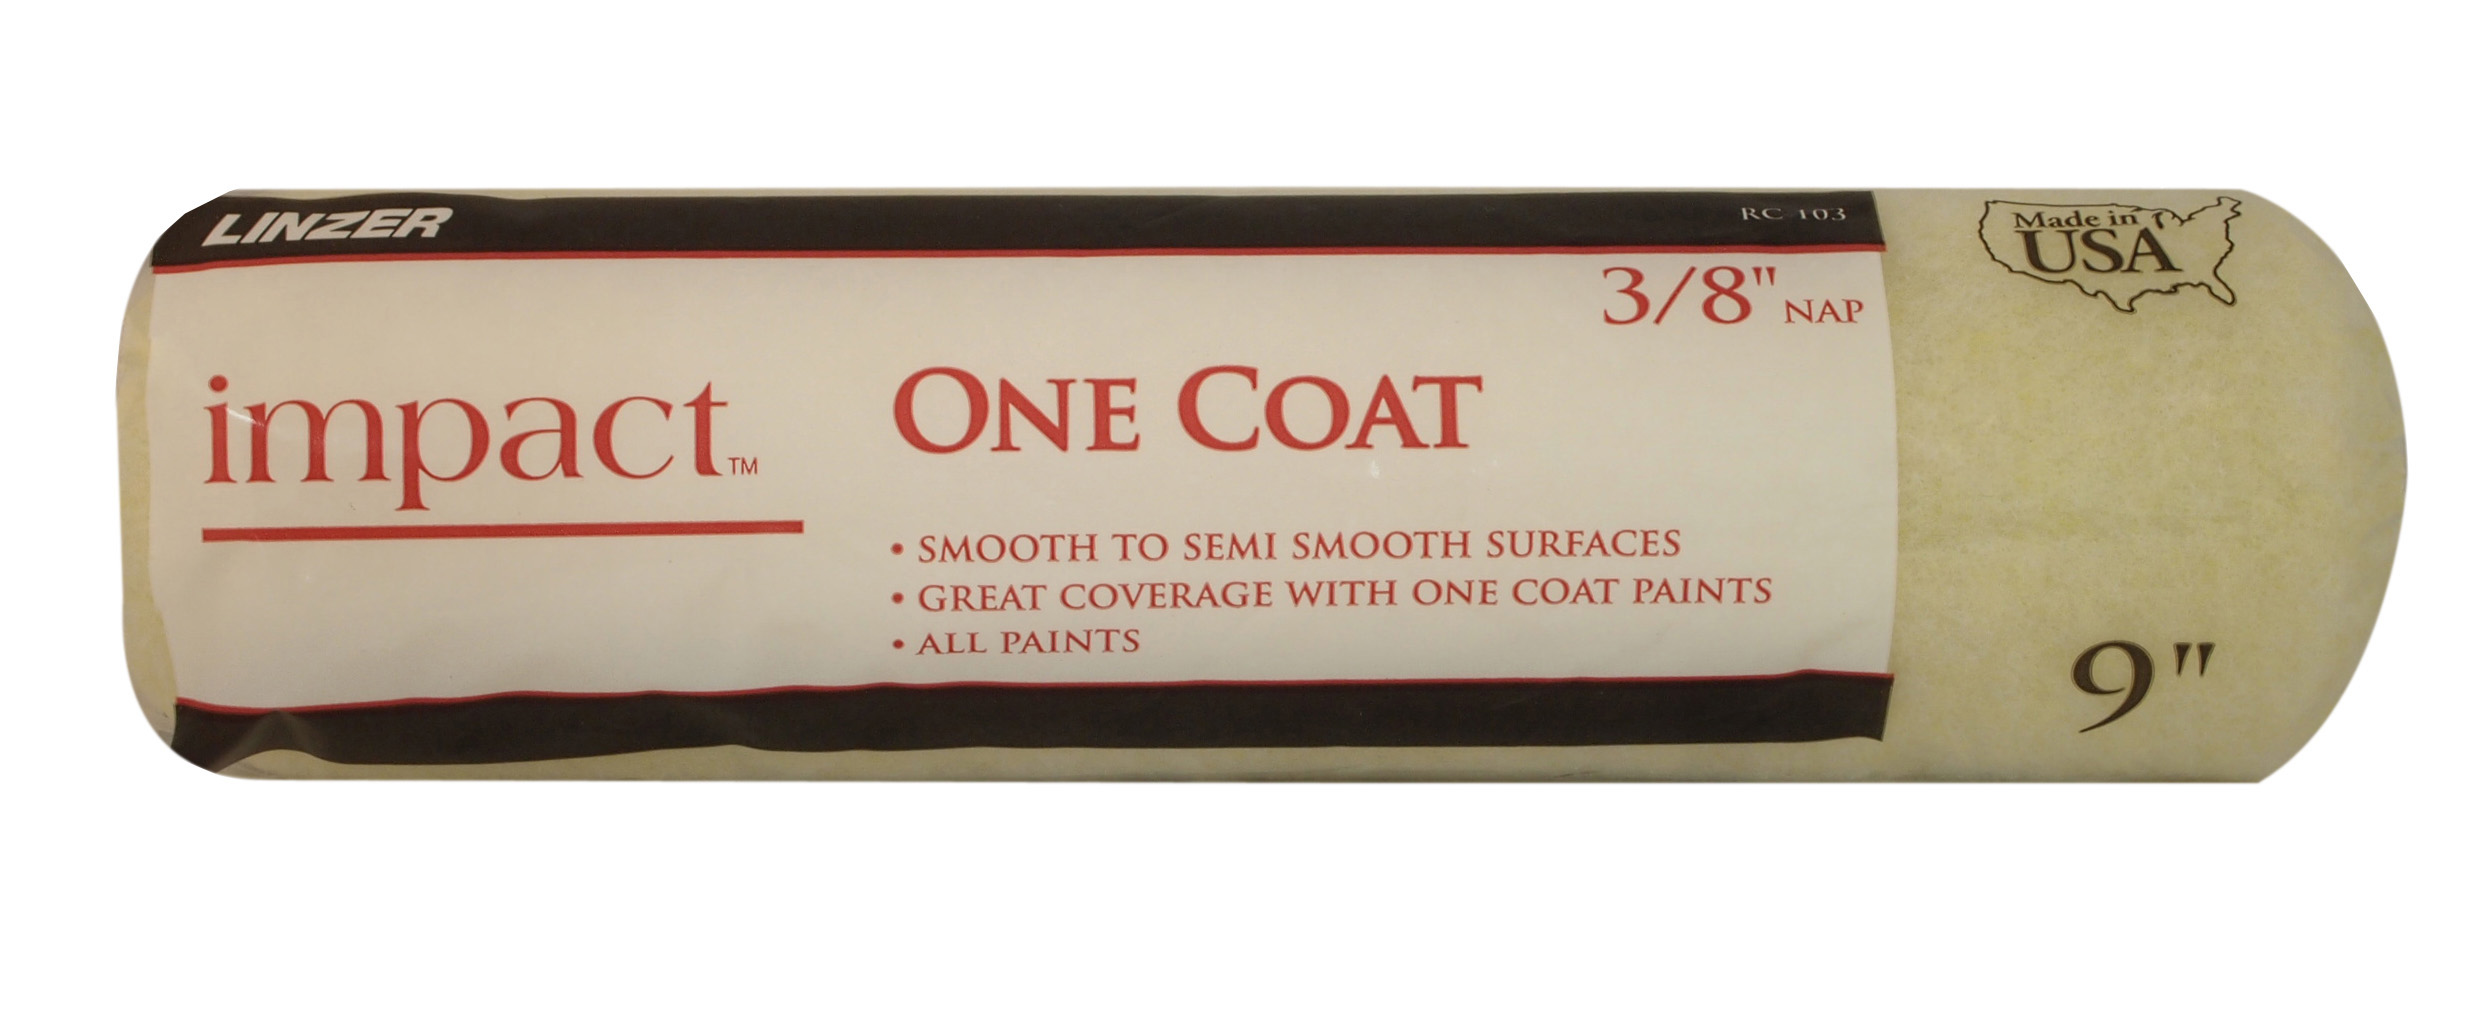 LINZER
RC 103
Made in
USA
3/8" NAP
impact™
ONE COAT
• SMOOTH TO SEMI SMOOTH SURFACES
• GREAT COVERAGE WITH ONE COAT PAINTS
• ALL PAINTS
9"